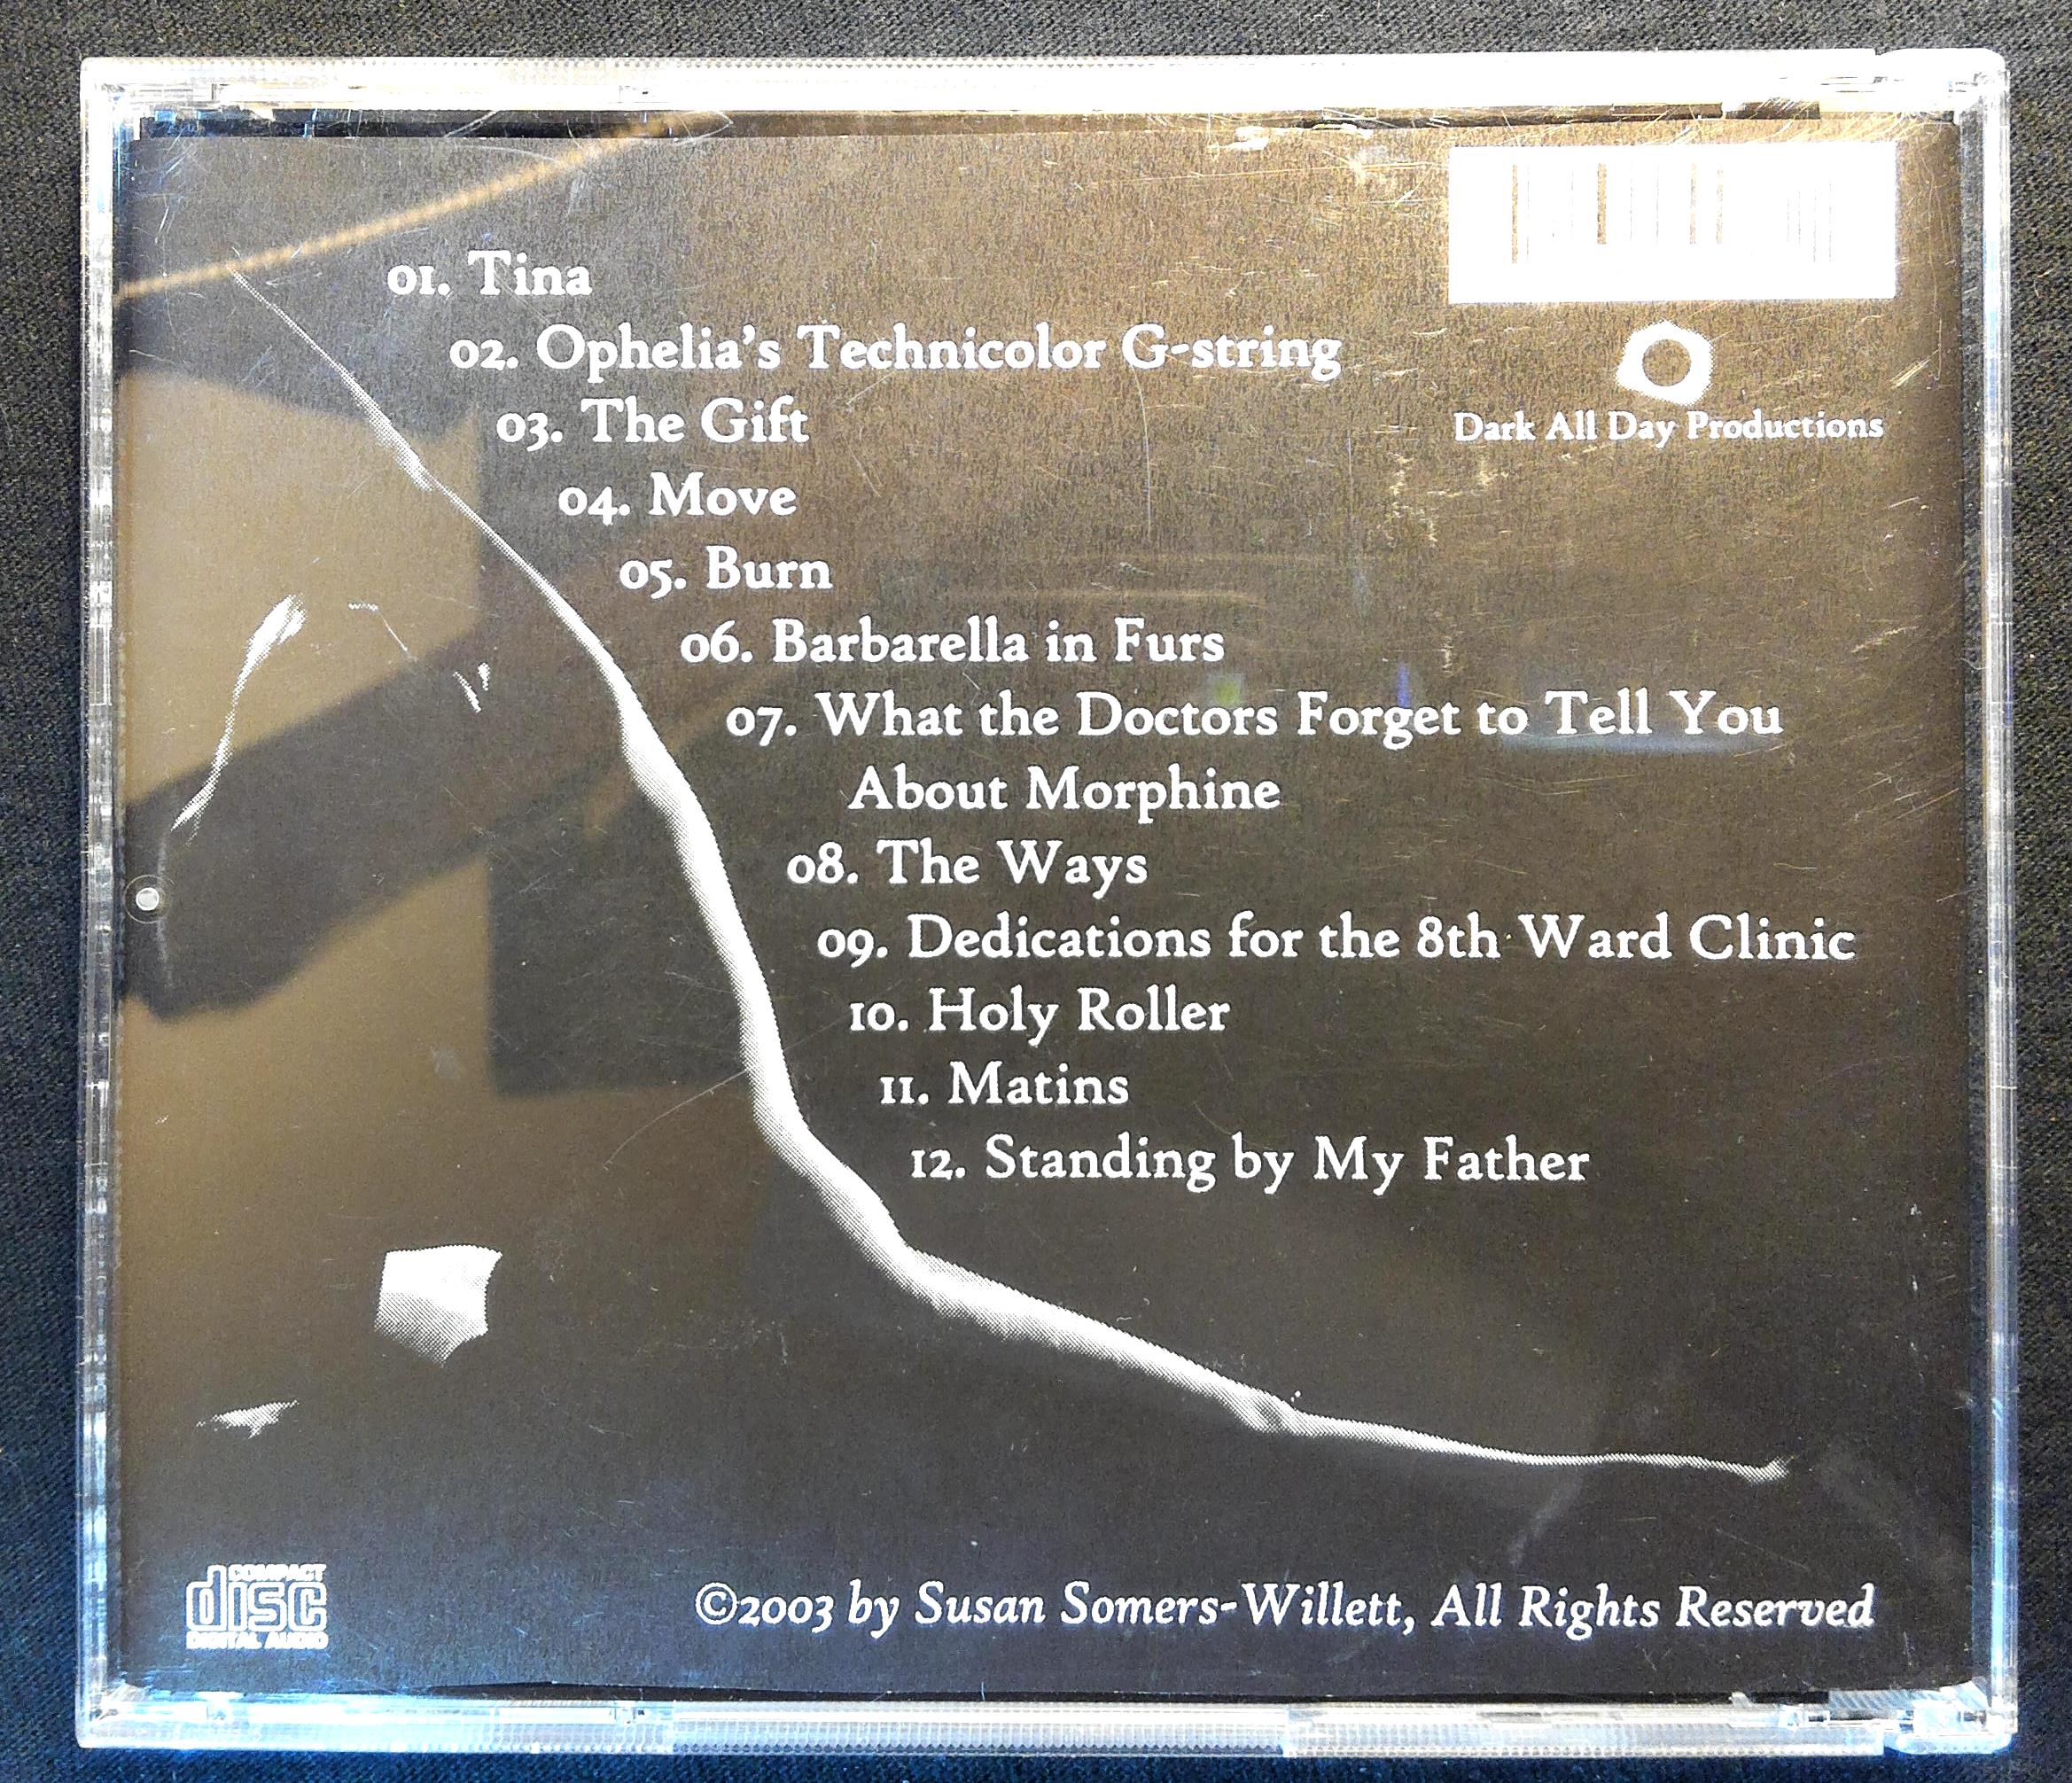 01. Tina
02. Ophelia's Technicolor G-string
03. The Gift
04. Move
05. Burn
06. Barbarella in Furs
07. What the Doctors Forget to Tell You
About Morphine
08. The Ways
09. Dedications for the 8th Ward Clinic
10. Holy Roller
11. Matins
12. Standing by My Father
Dark All Day Productions
COMPACT
disc
DIGITAL AUDIO
©2003 by Susan Somers-Willett, All Rights Reserved